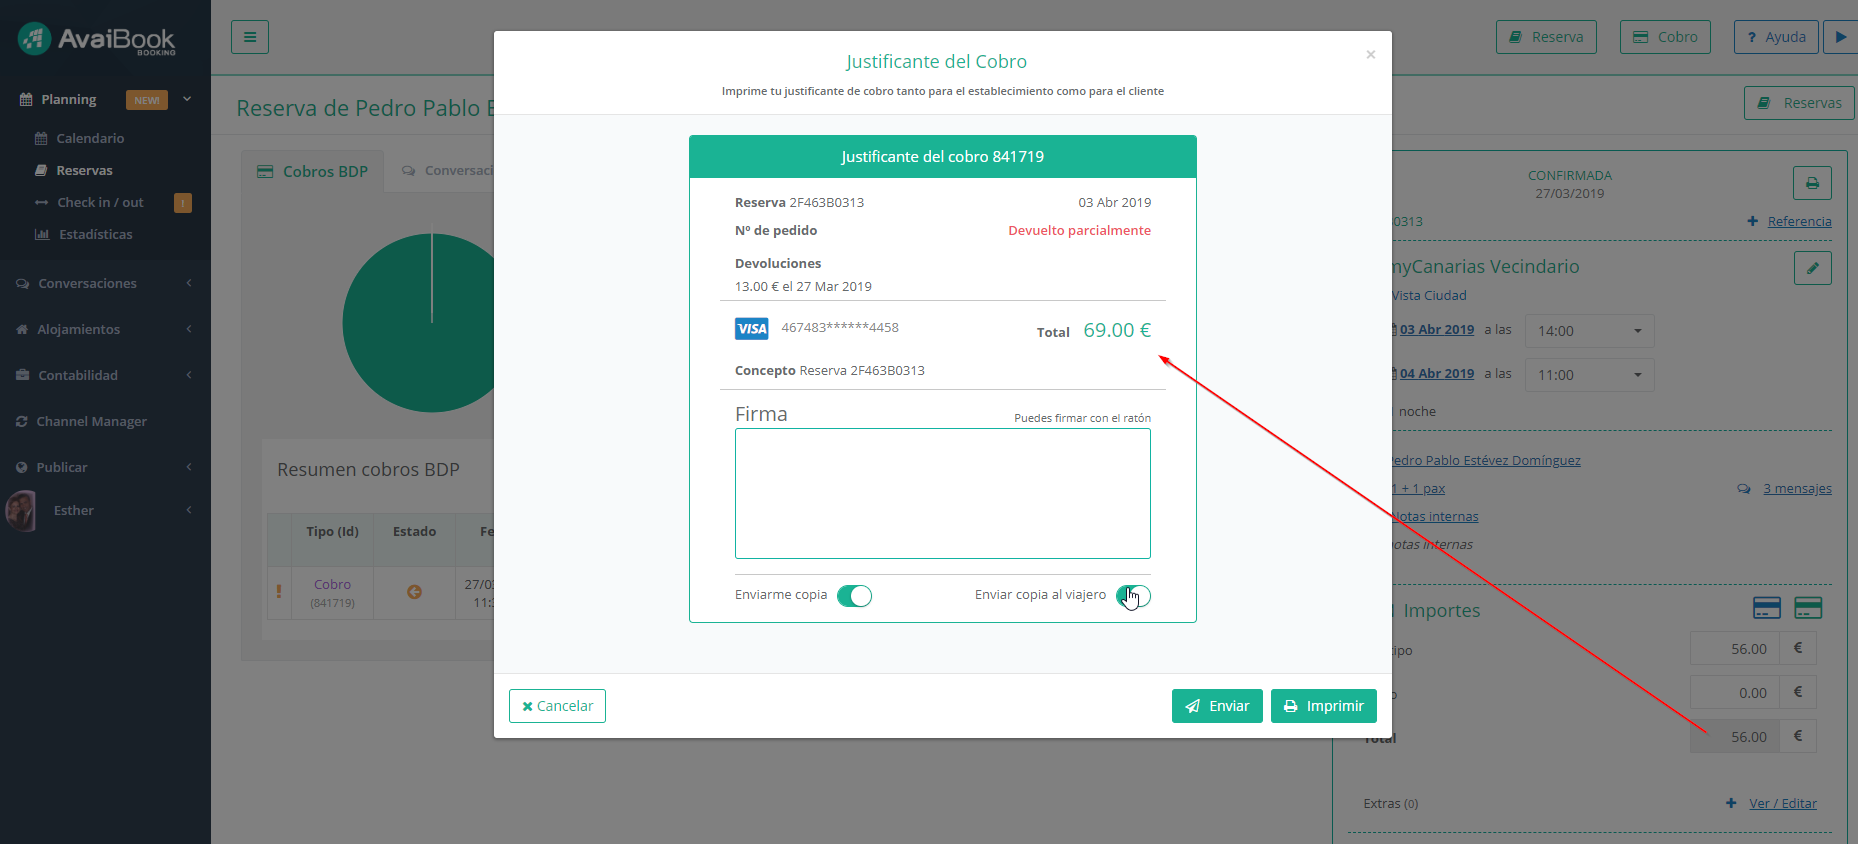 AvaiBook
BOOKING
Planning NEW!
Calendario
Reservas
Check in / out !
Estadísticas
Conversaciones
Alojamientos
Contabilidad
Channel Manager
Publicar
Esther
Reserva
Cobro
? Ayuda
Reserva de Pedro Pablo
Reservas
Cobros BDP
Conversaci
Resumen cobros BDP
Tipo (Id) Estado Fe
! Cobro 27/03
(841719) 11:
Justificante del Cobro ×
Imprime tu justificante de cobro tanto para el establecimiento como para el cliente
Justificante del cobro 841719
Reserva 2F463B0313 03 Abr 2019
Nº de pedido Devuelto parcialmente
Devoluciones
13.00 € el 27 Mar 2019
VISA 467483******4458 Total 69.00 €
Concepto Reserva 2F463B0313
Firma Puedes firmar con el ratón
Enviarme copia Enviar copia al viajero
Cancelar Enviar Imprimir
CONFIRMADA
27/03/2019
0313 + Referencia
myCanarias Vecindario
Vista Ciudad
03 Abr 2019 a las 14:00
04 Abr 2019 a las 11:00
noche
Pedro Pablo Estévez Domínguez
1 + 1 pax 3 mensajes
Notas internas
notas internas
Importes
ipo 56.00 €
o 0.00 €
Total 56.00 €
Extras (0) + Ver / Editar